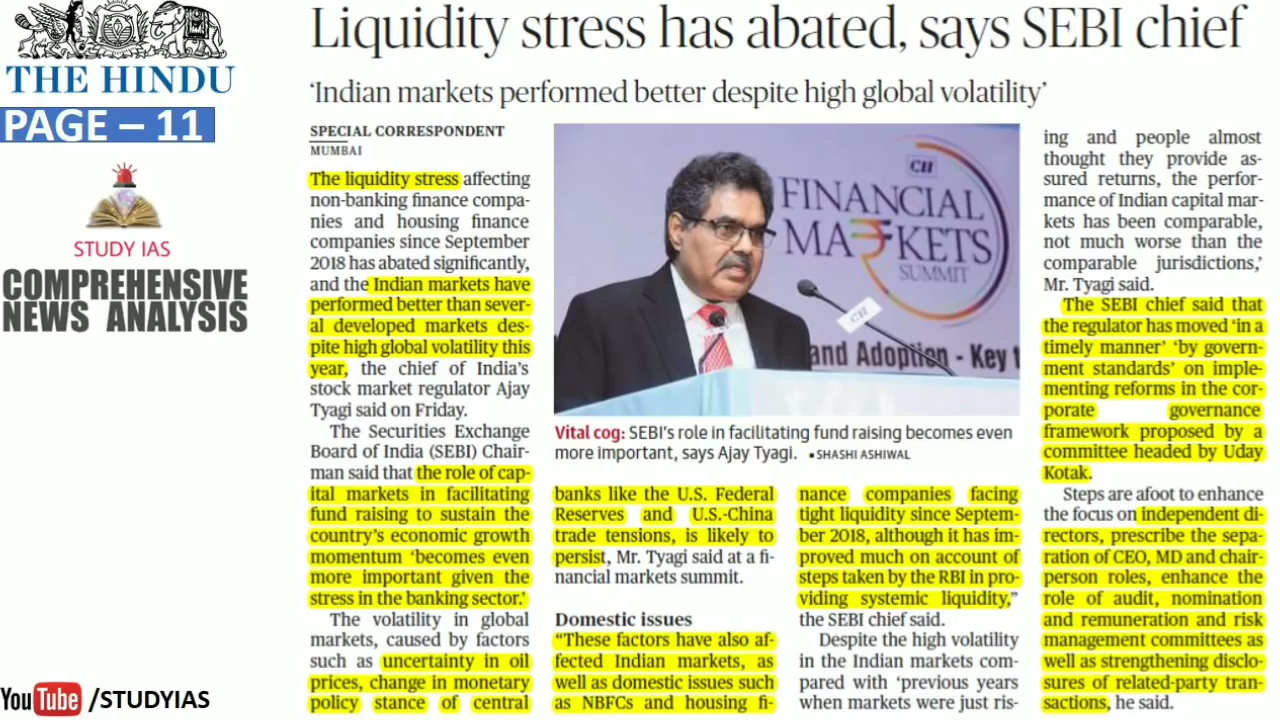 THE HINDU
PAGE – 11
STUDY IAS
COMPREHENSIVE
NEWS ANALYSIS
YouTube /STUDYIAS
Liquidity stress has abated, says SEBI chief
‘Indian markets performed better despite high global volatility’
SPECIAL CORRESPONDENT
MUMBAI
The liquidity stress affecting
non-banking finance compa-
nies and housing finance
companies since September
2018 has abated significantly,
and the Indian markets have
performed better than sever-
al developed markets des-
pite high global volatility this
year, the chief of India’s
stock market regulator Ajay
Tyagi said on Friday.
The Securities Exchange
Board of India (SEBI) Chair-
man said that the role of cap-
ital markets in facilitating
fund raising to sustain the
country’s economic growth
momentum ‘becomes even
more important given the
stress in the banking sector.’
The volatility in global
markets, caused by factors
such as uncertainty in oil
prices, change in monetary
policy stance of central
CII
FINANCIAL
MARKETS
SUMMIT
CII
and Adoption - Key t
Vital cog: SEBI’s role in facilitating fund raising becomes even
more important, says Ajay Tyagi. ▪SHASHI ASHIWAL
banks like the U.S. Federal
Reserves and U.S.-China
trade tensions, is likely to
persist, Mr. Tyagi said at a fi-
nancial markets summit.
Domestic issues
“These factors have also af-
fected Indian markets, as
well as domestic issues such
as NBFCs and housing fi-
nance companies facing
tight liquidity since Septem-
ber 2018, although it has im-
proved much on account of
steps taken by the RBI in pro-
viding systemic liquidity,”
the SEBI chief said.
Despite the high volatility
in the Indian markets com-
pared with ‘previous years
when markets were just ris-
ing and people almost
thought they provide as-
sured returns, the perfor-
mance of Indian capital mar-
kets has been comparable,
not much worse than the
comparable jurisdictions,’
Mr. Tyagi said.
The SEBI chief said that
the regulator has moved ‘in a
timely manner’ ‘by govern-
ment standards’ on imple-
menting reforms in the cor-
porate governance
framework proposed by a
committee headed by Uday
Kotak.
Steps are afoot to enhance
the focus on independent di-
rectors, prescribe the sepa-
ration of CEO, MD and chair-
person roles, enhance the
role of audit, nomination
and remuneration and risk
management committees as
well as strengthening disclo-
sures of related-party tran-
sactions, he said.